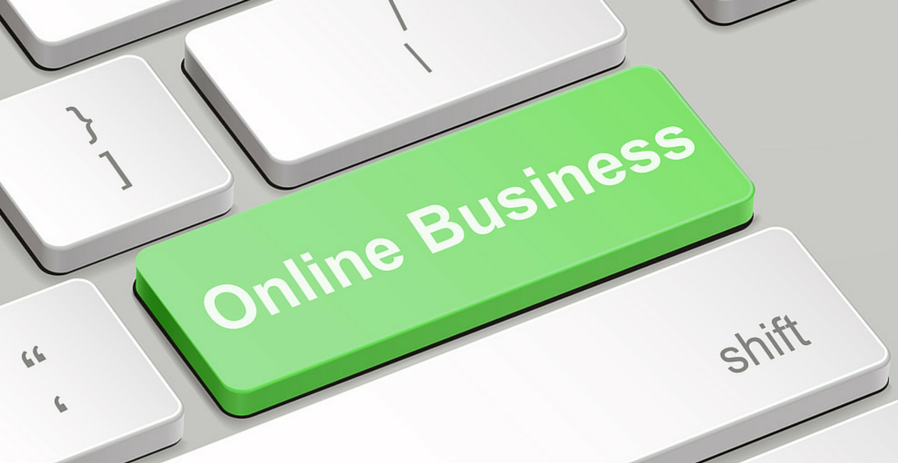 }
]
\
Online Business
“
‘
shift